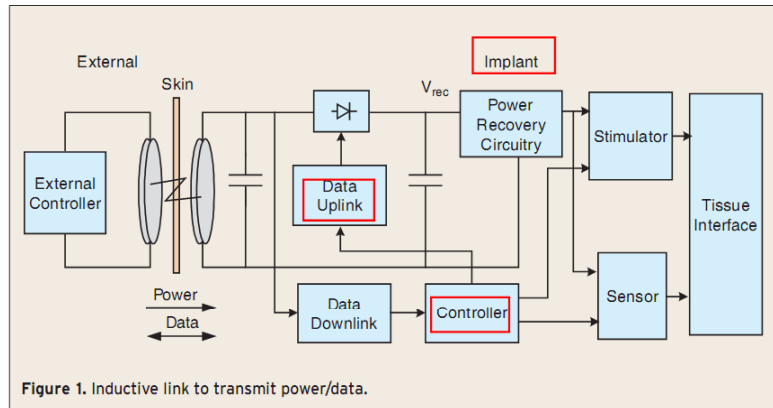 External
Skin
Implant
V_rec
External
Controller
Data
Uplink
Power
Recovery
Circuitry
Stimulator
Tissue
Interface
Power
Data
Data
Downlink
Controller
Sensor
Figure 1. Inductive link to transmit power/data.